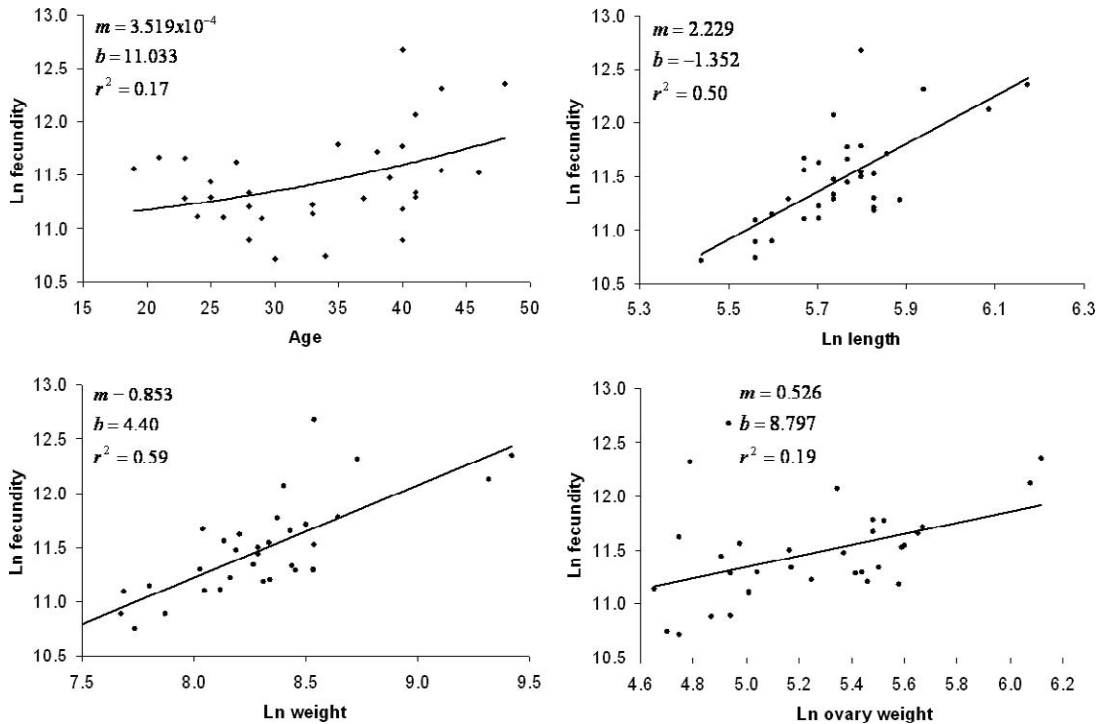 m = 3.519x10⁻⁴
b = 11.033
r² = 0.17
Ln fecundity
13.0
12.5
12.0
11.5
11.0
10.5
15 20 25 30 35 40 45 50
Age
m = 2.229
b = −1.352
r² = 0.50
Ln fecundity
13.0
12.5
12.0
11.5
11.0
10.5
5.3 5.5 5.7 5.9 6.1 6.3
Ln length
m − 0.853
b = 4.40
r² = 0.59
Ln fecundity
13.0
12.5
12.0
11.5
11.0
10.5
7.5 8.0 8.5 9.0 9.5
Ln weight
m = 0.526
b = 8.797
r² = 0.19
Ln fecundity
13.0
12.5
12.0
11.5
11.0
10.5
4.6 4.8 5.0 5.2 5.4 5.6 5.8 6.0 6.2
Ln ovary weight